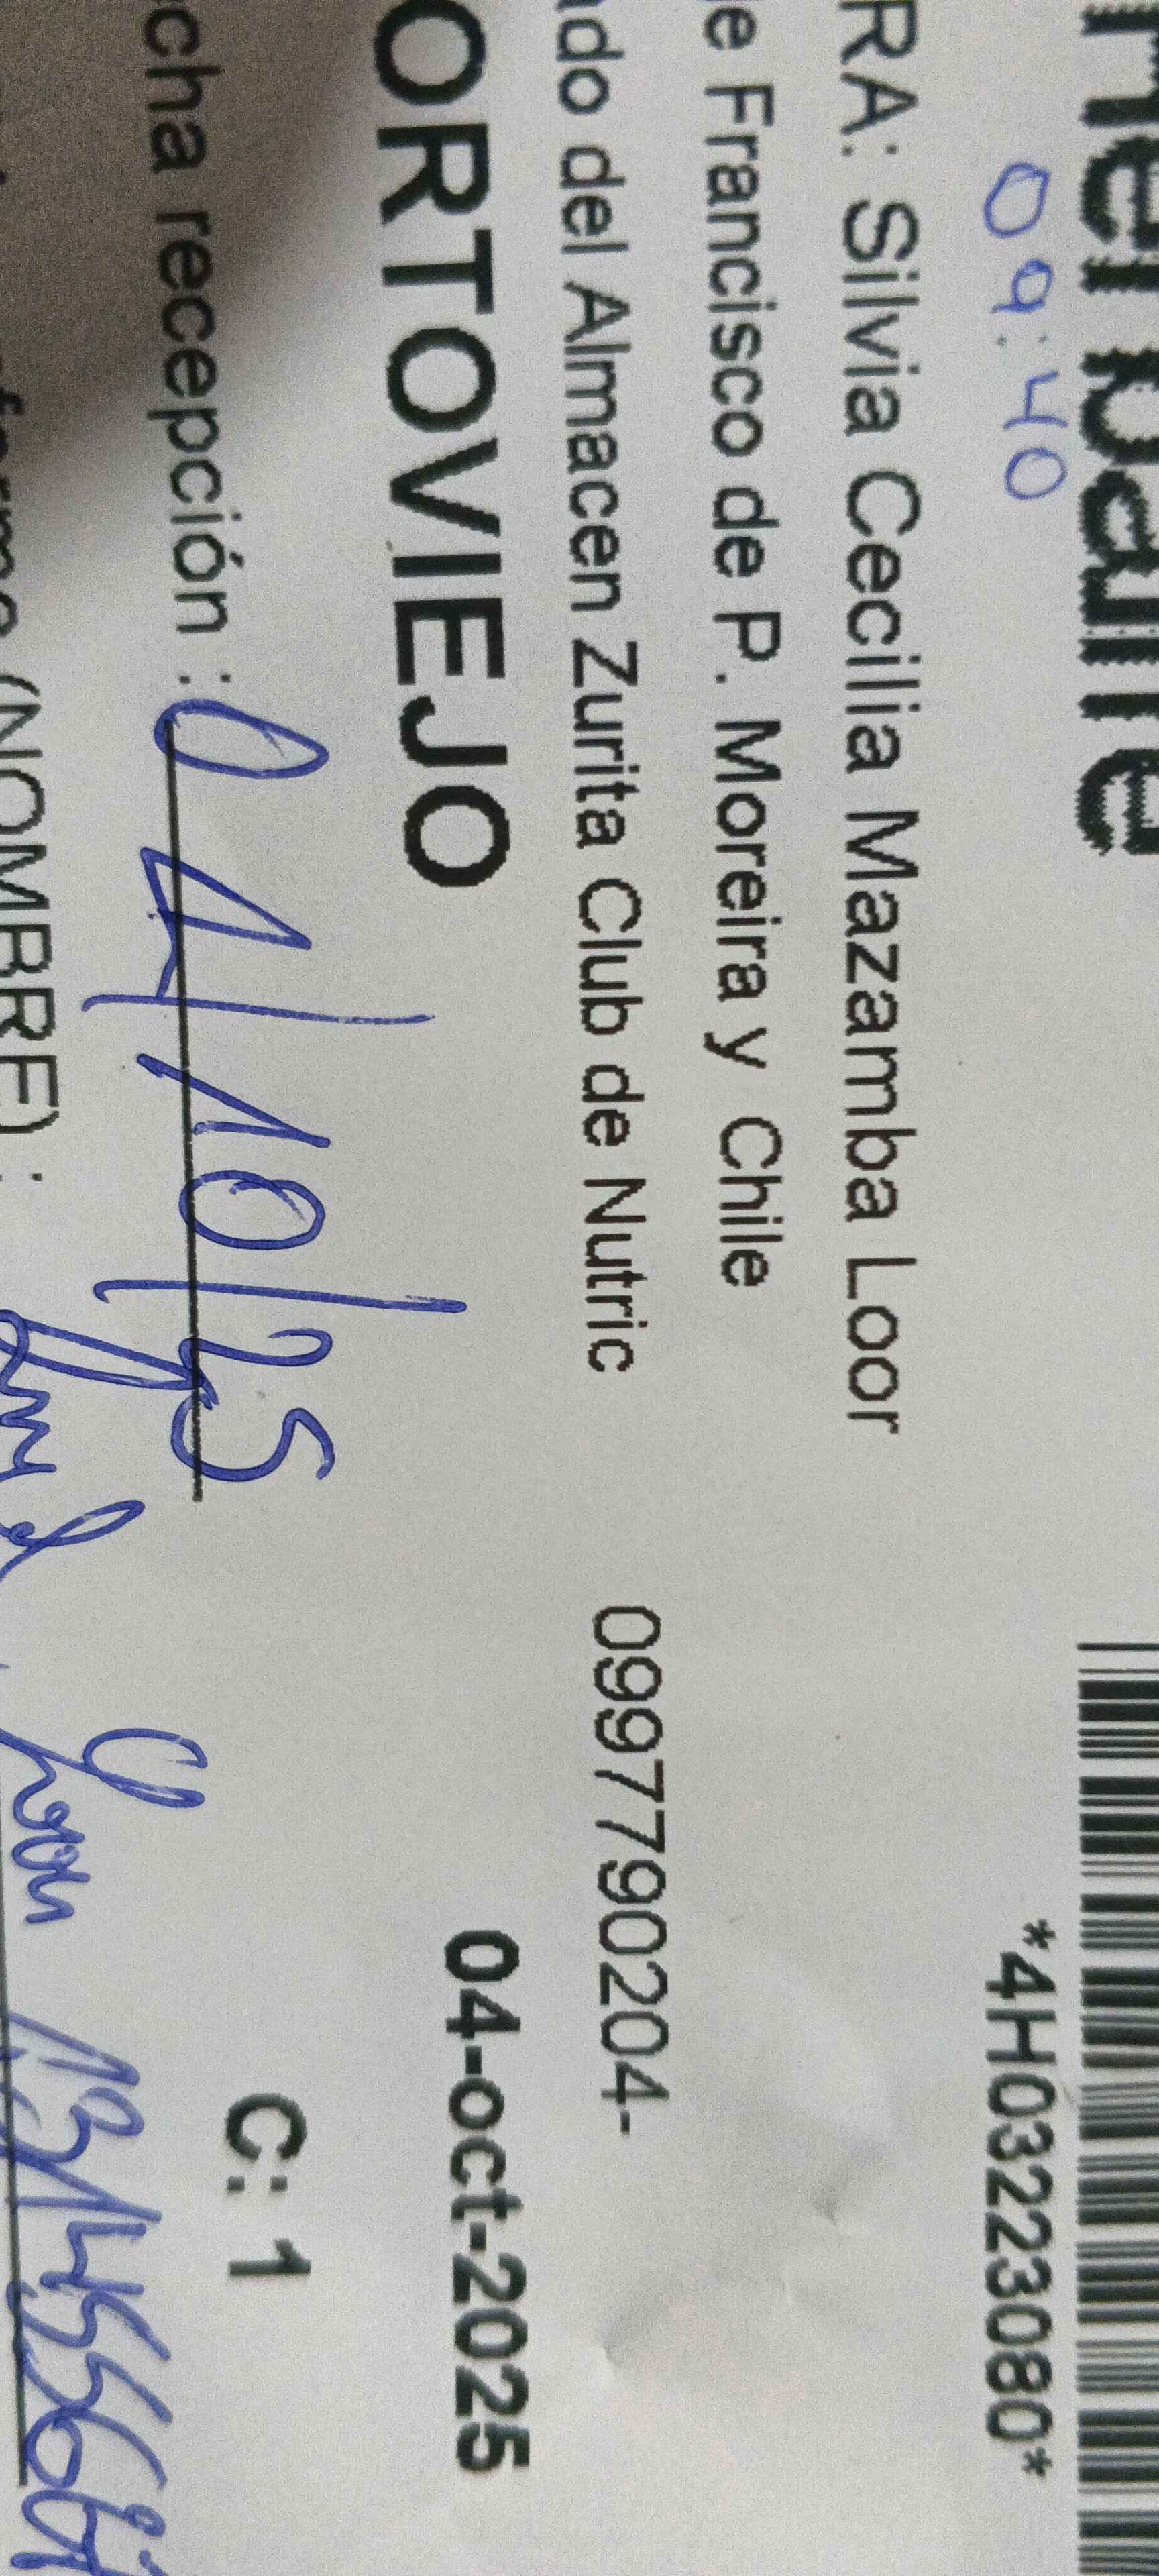 09:40
*4H03223080*
RA: Silvia Cecilia Mazamba Loor
e Francisco de P. Moreira y Chile
ado del Almacen Zurita Club de Nutric 0997790204-
ORTOVIEJO 04-oct-2025
cha recepción : 04/10/25 C: 1
(NOMBRE) :